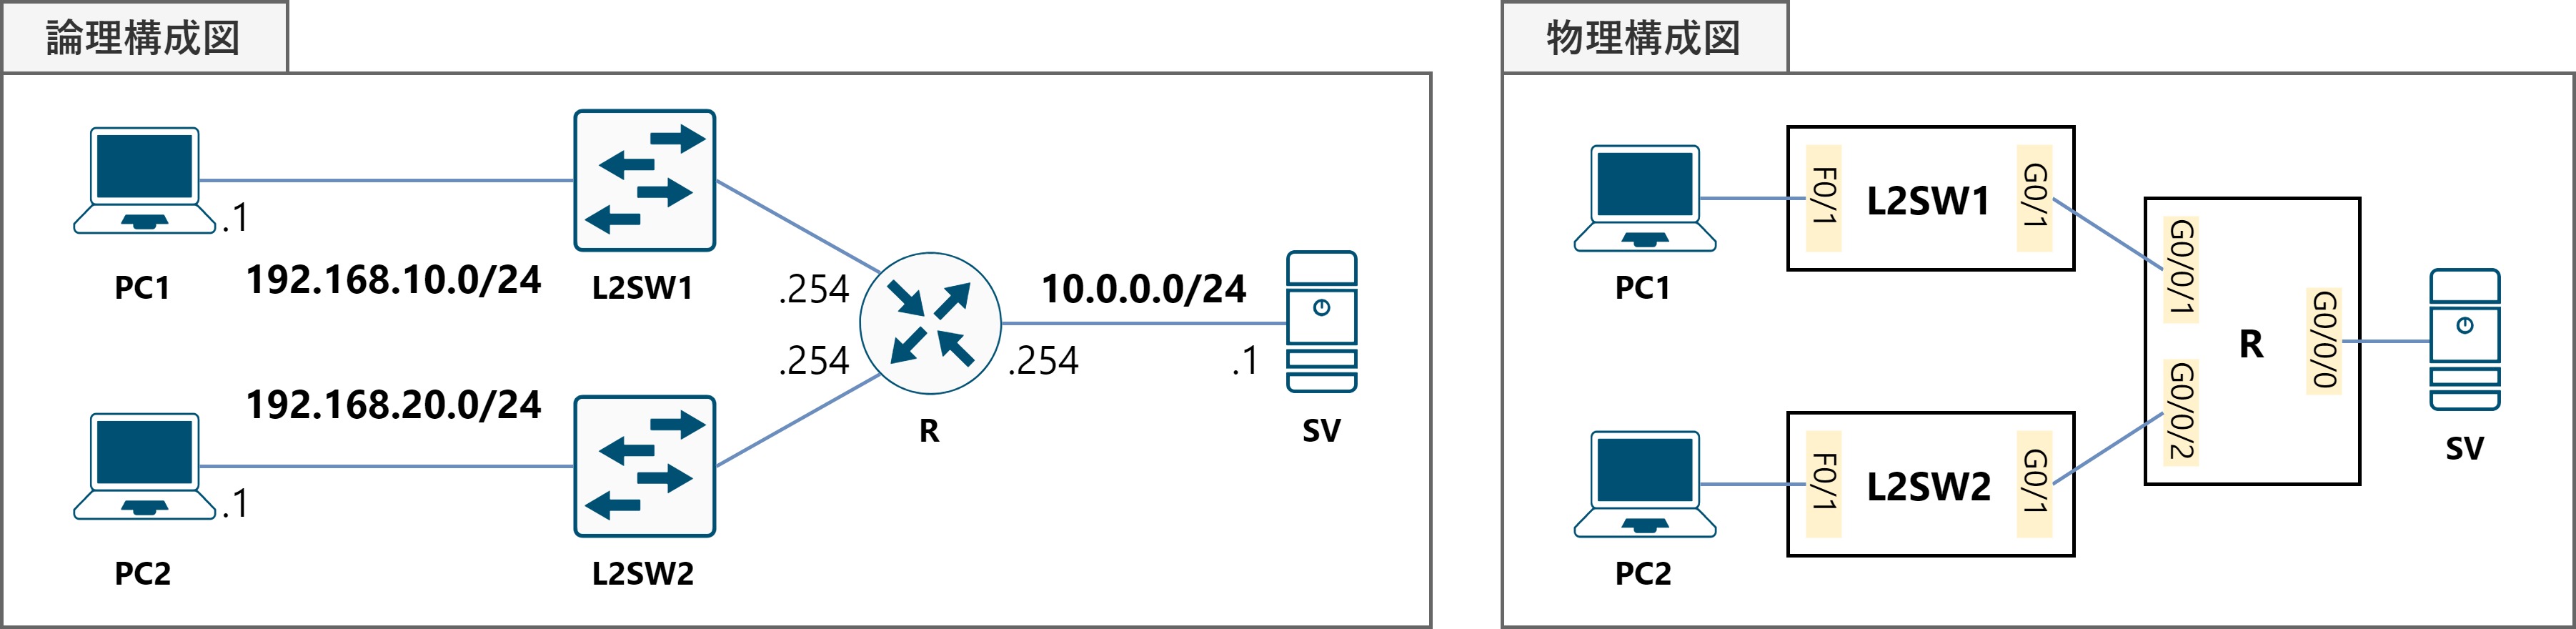 論理構成図
PC1
.1
192.168.10.0/24
L2SW1
.254
10.0.0.0/24
192.168.20.0/24
.254
R
.254
.1
SV
PC2
.1
L2SW2
物理構成図
PC1
F0/1
L2SW1
G0/1
G0/0/1
R
G0/0/0
G0/0/2
SV
PC2
F0/1
L2SW2
G0/1